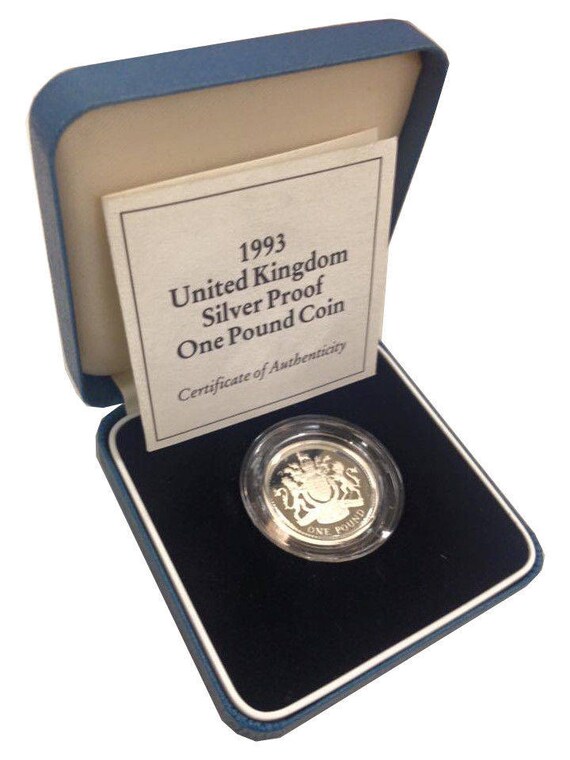 1993
United Kingdom
Silver Proof
One Pound Coin
Certificate of Authenticity
ONE POUND